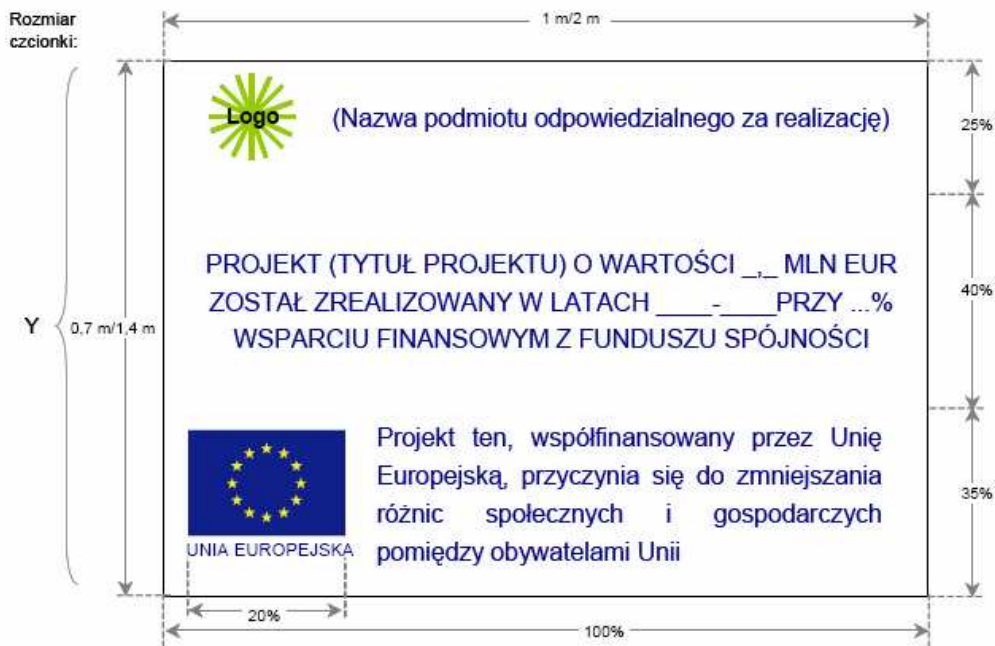 Rozmiar
czcionki:
1 m/2 m
Logo
(Nazwa podmiotu odpowiedzialnego za realizację)
25%
PROJEKT (TYTUŁ PROJEKTU) O WARTOŚCI _,_ MLN EUR
ZOSTAŁ ZREALIZOWANY W LATACH ____-____PRZY ...%
WSPARCIU FINANSOWYM Z FUNDUSZU SPÓJNOŚCI
40%
Y
0,7 m/1,4 m
Projekt ten, współfinansowany przez Unię
Europejską, przyczynia się do zmniejszania
różnic społecznych i gospodarczych
pomiędzy obywatelami Unii
35%
UNIA EUROPEJSKA
20%
100%